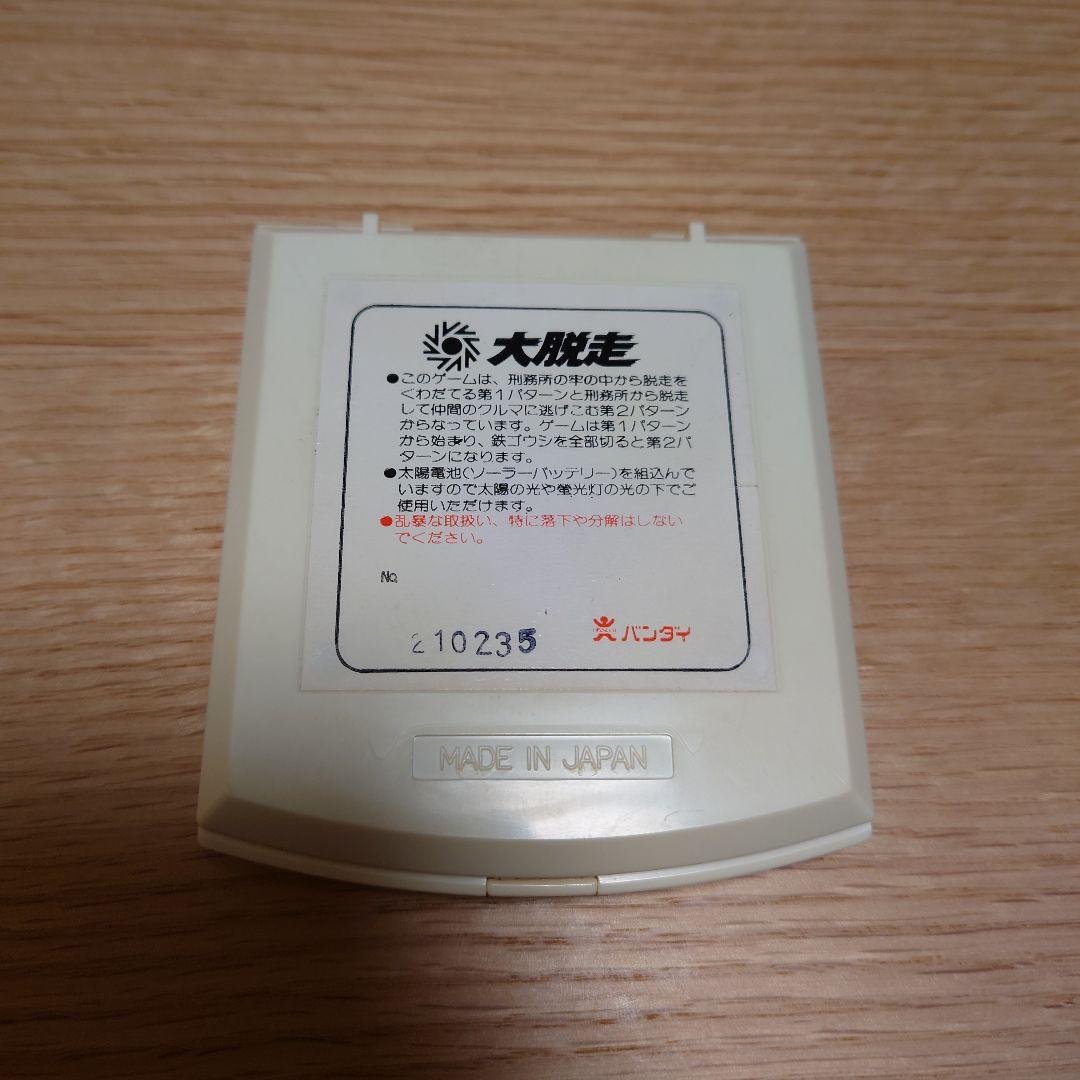 大脱走
●このゲームは、刑務所の牢の中から脱走を
くわだてる第1パターンと刑務所から脱走
して仲間のクルマに逃げこむ第2パターン
からなっています。ゲームは第1パターン
から始まり、鉄ゴウシを全部切ると第2パ
ターンになります。
●太陽電池(ソーラーバッテリー)を組込んで
いますので太陽の光や螢光灯の光の下でご
使用いただけます。
●乱暴な取扱い、特に落下や分解はしない
でください。
No.
210235
バンダイ
MADE IN JAPAN